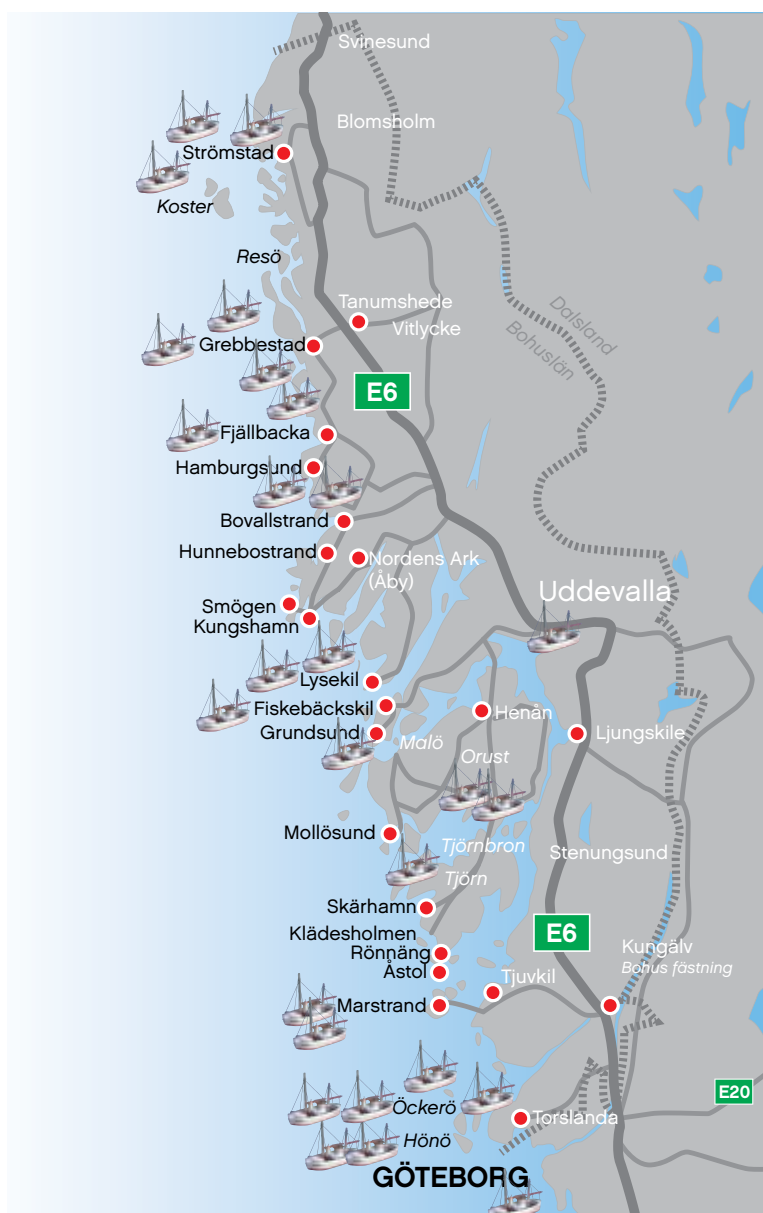 Svinesund
Blomsholm
Strömstad
Koster
Resö
Tanumshede
Vitlycke
Grebbestad
Dalsland
Bohuslän
E6
Fjällbacka
Hamburgsund
Bovallstrand
Hunnebostrand
Nordens Ark
(Åby)
Uddevalla
Smögen
Kungshamn
Lysekil
Fiskebäckskil
Henån
Grundsund
Malö
Ljungskile
Orust
Mollösund
Tjörnbron
Stenungsund
Tjörn
Skärhamn
Klädesholmen
E6
Rönnäng
Kungälv
Bohus fästning
Åstol
Tjuvkil
Marstrand
E20
Öckerö
Torslanda
Hönö
GÖTEBORG